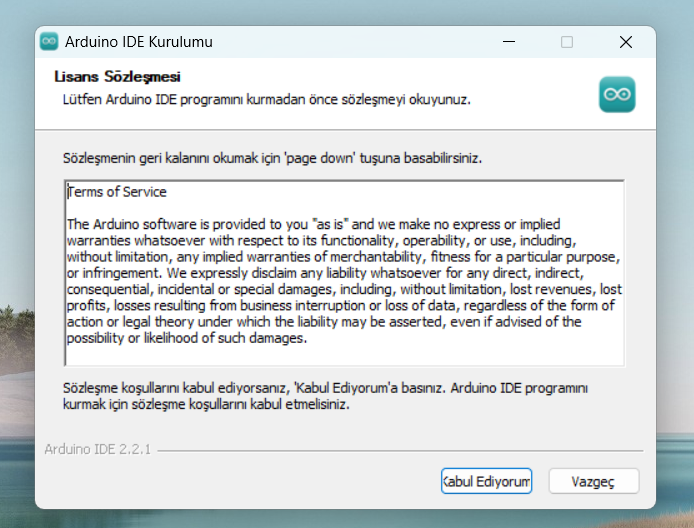 Arduino IDE Kurulumu
Lisans Sözleşmesi
Lütfen Arduino IDE programını kurmadan önce sözleşmeyi okuyunuz.
Sözleşmenin geri kalanını okumak için 'page down' tuşuna basabilirsiniz.
Terms of Service
The Arduino software is provided to you "as is" and we make no express or implied
warranties whatsoever with respect to its functionality, operability, or use, including,
without limitation, any implied warranties of merchantability, fitness for a particular purpose,
or infringement. We expressly disclaim any liability whatsoever for any direct, indirect,
consequential, incidental or special damages, including, without limitation, lost revenues, lost
profits, losses resulting from business interruption or loss of data, regardless of the form of
action or legal theory under which the liability may be asserted, even if advised of the
possibility or likelihood of such damages.
Sözleşme koşullarını kabul ediyorsanız, 'Kabul Ediyorum'a basınız. Arduino IDE programını
kurmak için sözleşme koşullarını kabul etmelisiniz.
Arduino IDE 2.2.1
Kabul Ediyorum
Vazgeç